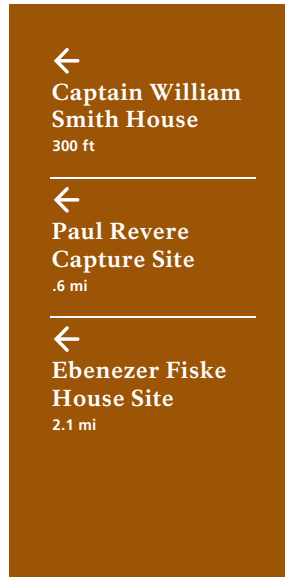 ←
Captain William
Smith House
300 ft
←
Paul Revere
Capture Site
.6 mi
←
Ebenezer Fiske
House Site
2.1 mi